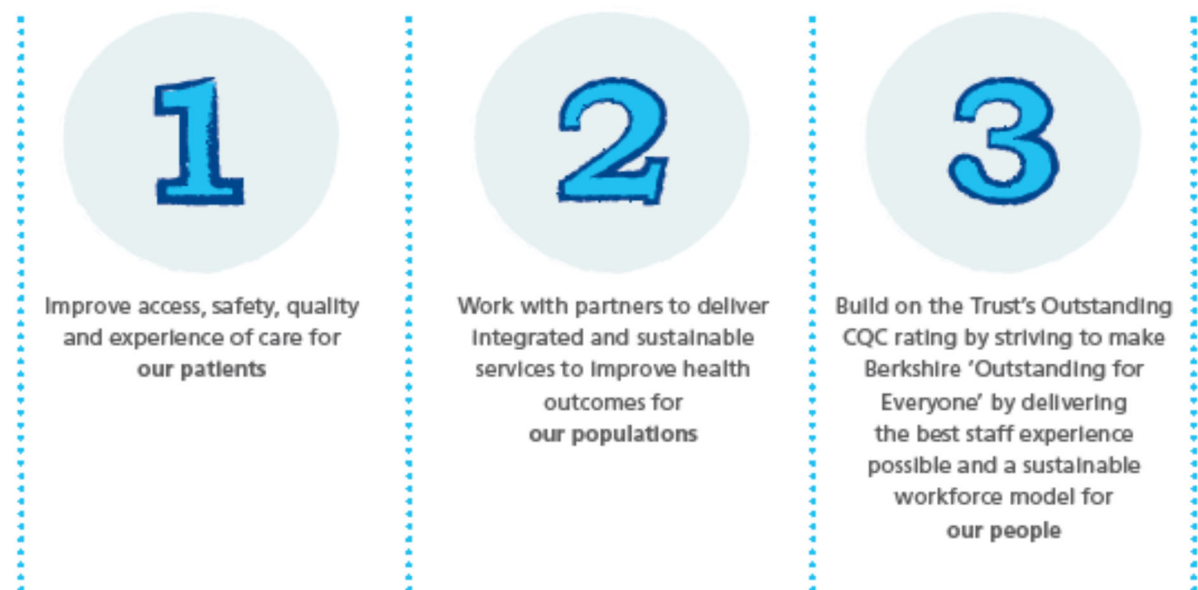 1
Improve access, safety, quality
and experience of care for
our patients
2
Work with partners to deliver
integrated and sustainable
services to improve health
outcomes for
our populations
3
Build on the Trust’s Outstanding
CQC rating by striving to make
Berkshire ‘Outstanding for
Everyone’ by delivering
the best staff experience
possible and a sustainable
workforce model for
our people